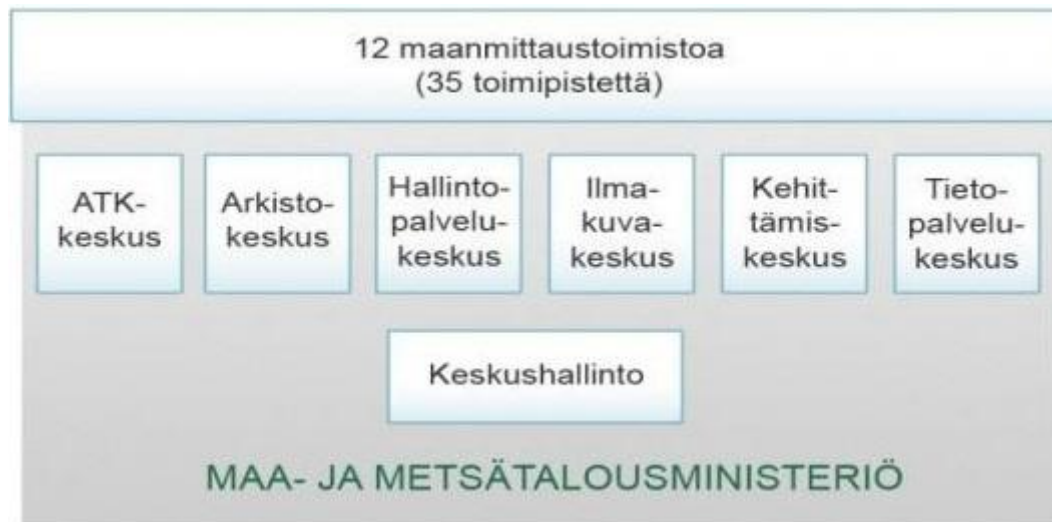 12 maanmittaustoimistoa
(35 toimipistettä)
ATK-
keskus
Arkisto-
keskus
Hallinto-
palvelu-
keskus
Ilma-
kuva-
keskus
Kehit-
tämis-
keskus
Tieto-
palvelu-
keskus
Keskushallinto
MAA- JA METSÄTALOUSMINISTERIÖ